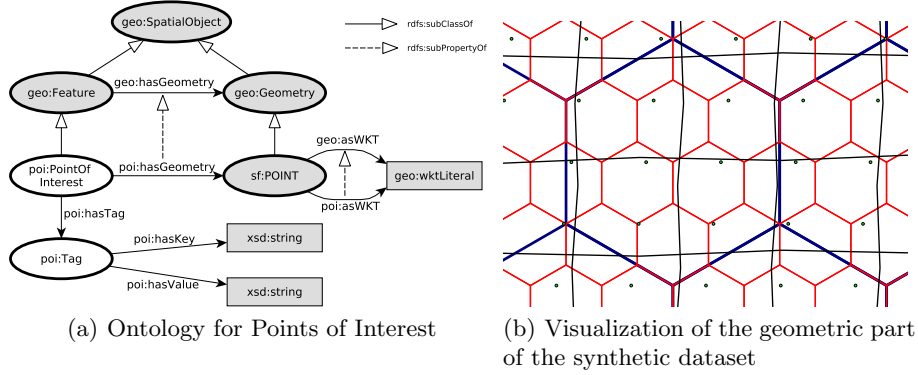 geo:SpatialObject
rdfs:subClassOf
rdfs:subPropertyOf
geo:hasGeometry
geo:Feature
geo:Geometry
geo:asWKT
poi:PointOf
Interest
poi:hasGeometry
sf:POINT
geo:wktLiteral
poi:asWKT
poi:hasTag
poi:hasKey
xsd:string
poi:Tag
poi:hasValue
xsd:string
(a) Ontology for Points of Interest
(b) Visualization of the geometric part
of the synthetic dataset